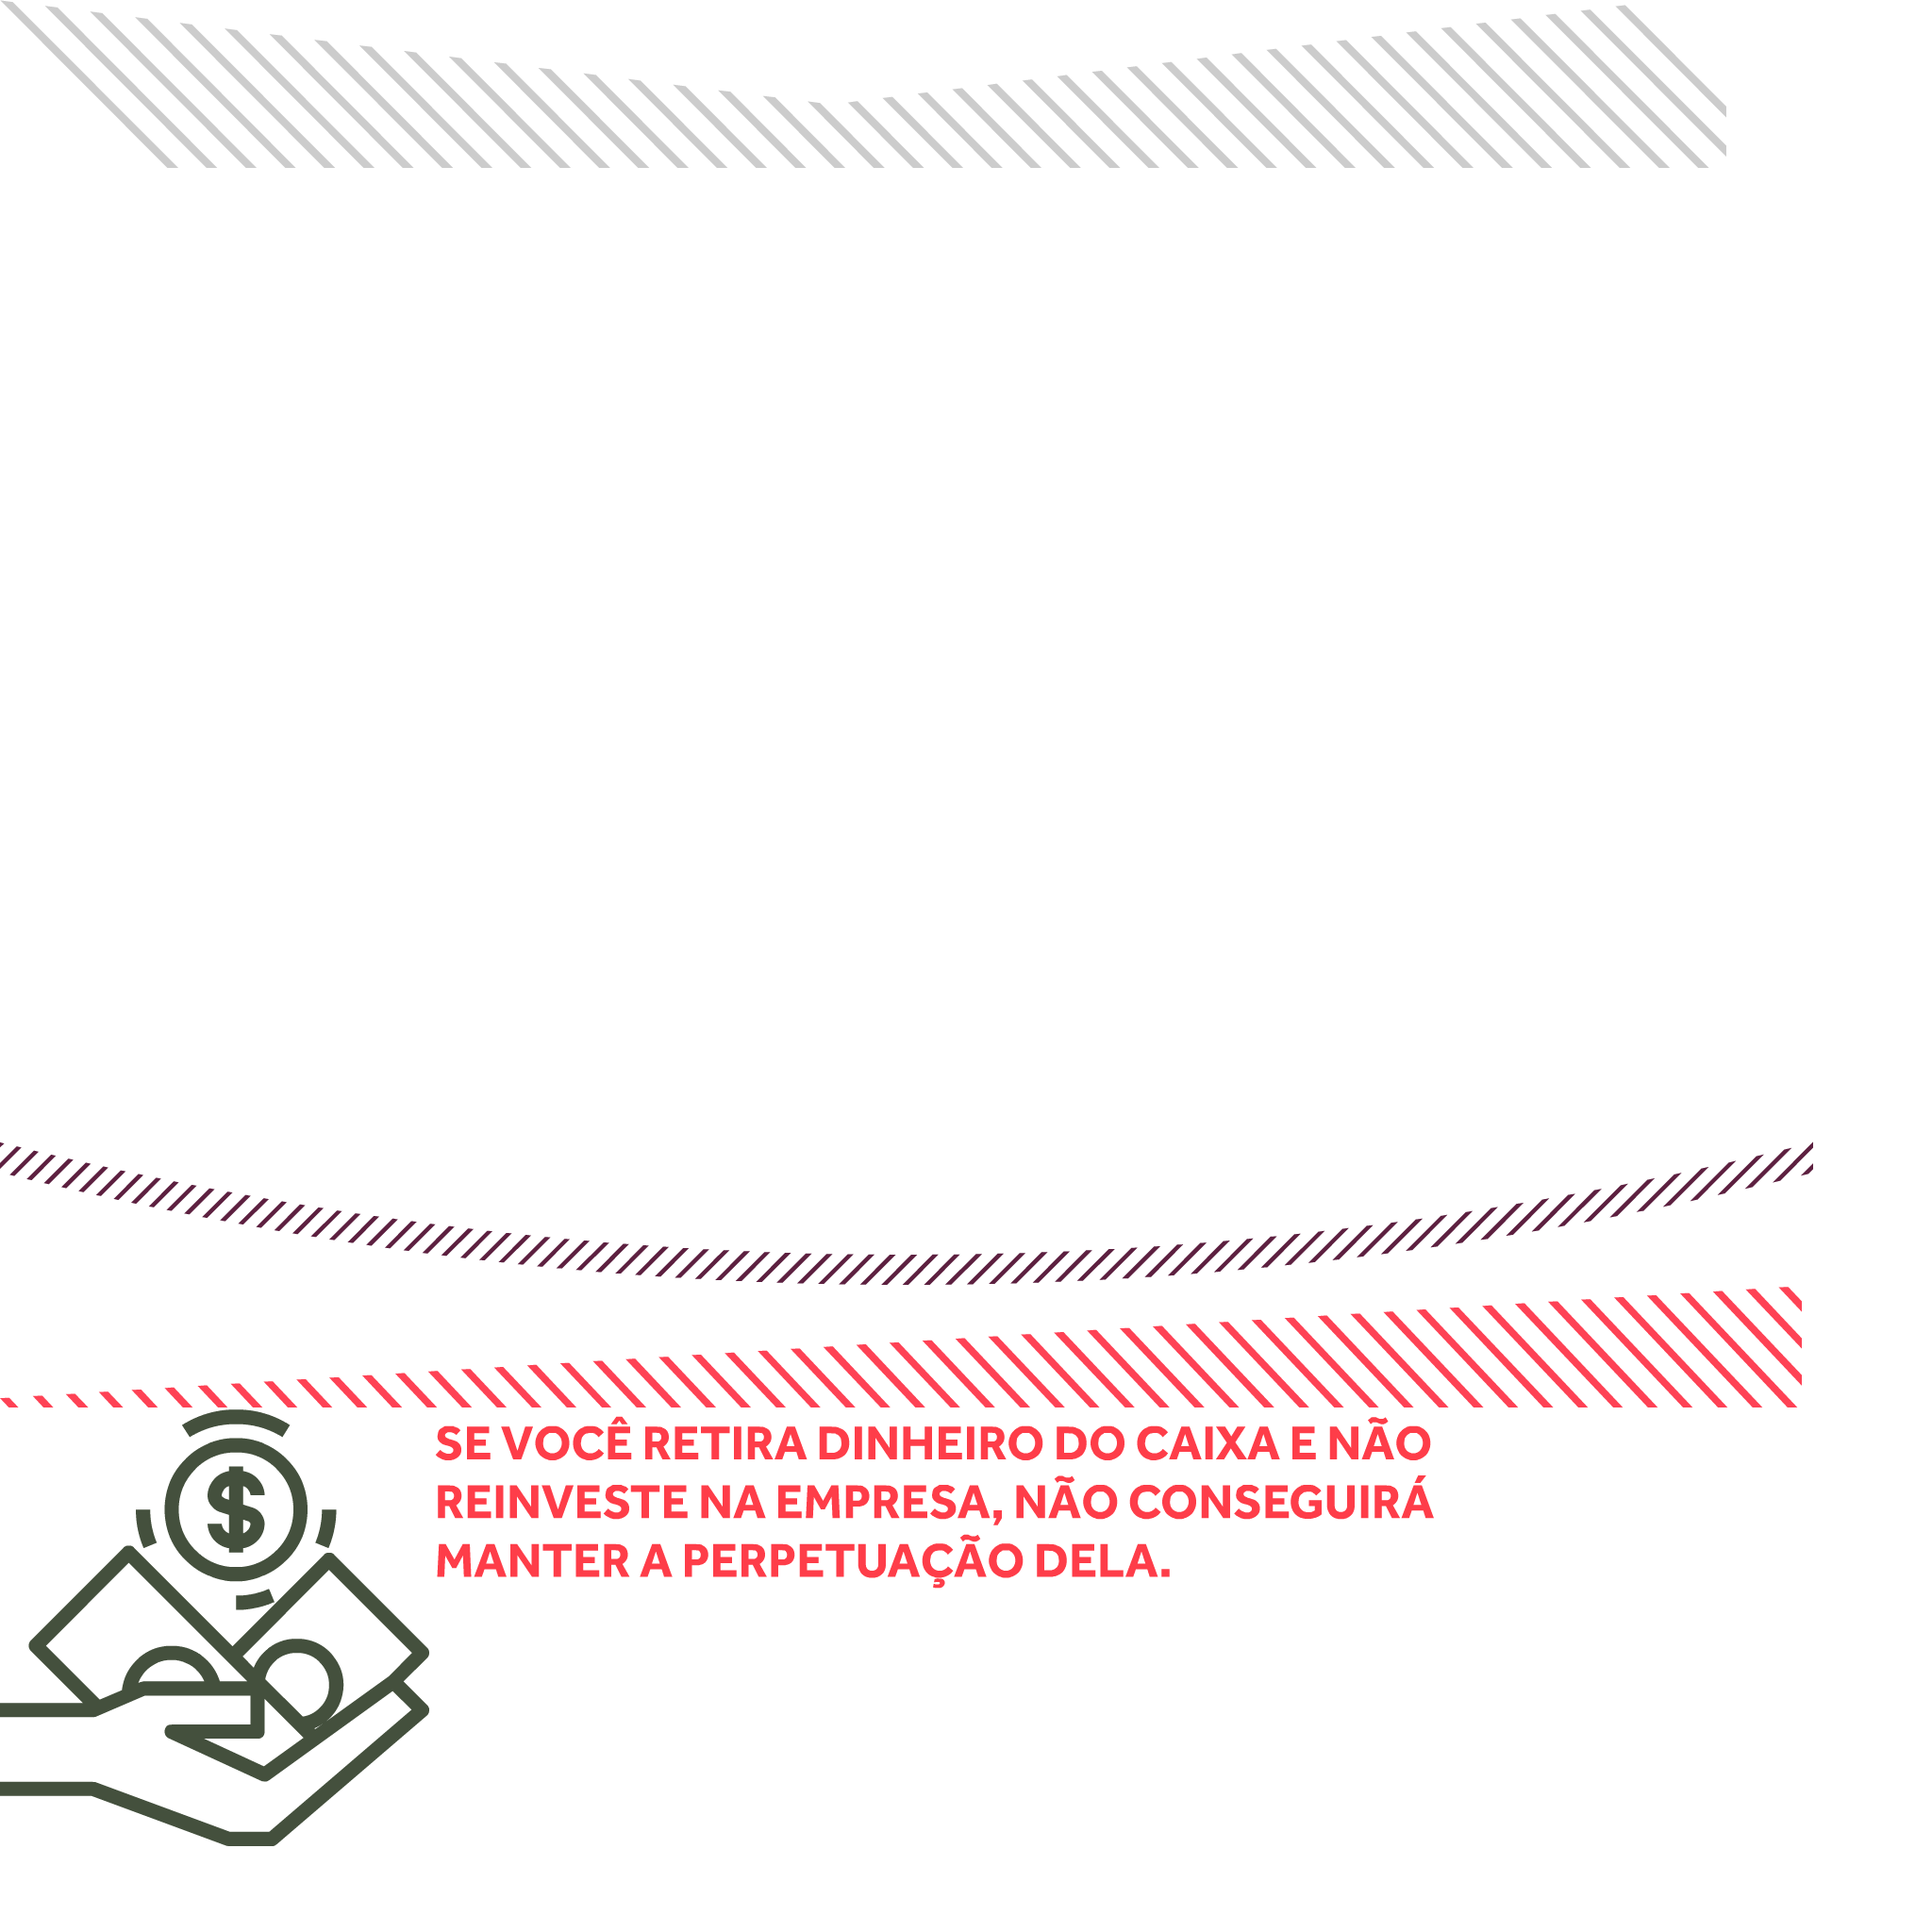 SE VOCÊ RETIRA DINHEIRO DO CAIXA E NÃO
REINVESTE NA EMPRESA, NÃO CONSEGUIRÁ
MANTER A PERPETUAÇÃO DELA.
$